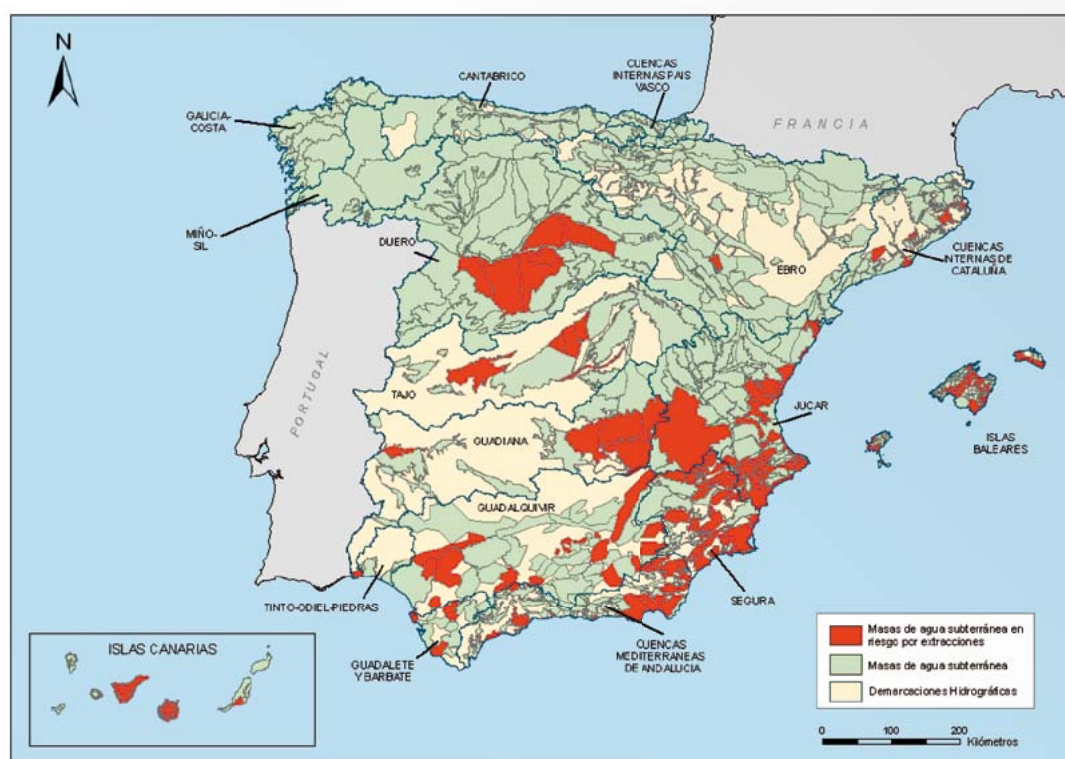 N
CANTABRICO
CUENCAS
INTERNAS PAIS
VASCO
GALICIA-
COSTA
FRANCIA
MIÑO-
SIL
DUERO
EBRO
CUENCAS
INTERNAS DE
CATALUÑA
PORTUGAL
TAJO
JUCAR
GUADIANA
ISLAS
BALEARES
GUADALQUIVIR
TINTO-ODIEL-PIEDRAS
SEGURA
GUADALETE
Y BARBATE
CUENCAS
MEDITERRANEAS
DE ANDALUCIA
ISLAS CANARIAS
Masas de agua subterránea en
riesgo por extracciones
Masas de agua subterránea
Demarcaciones Hidrográficas
0 100 200
Kilómetros